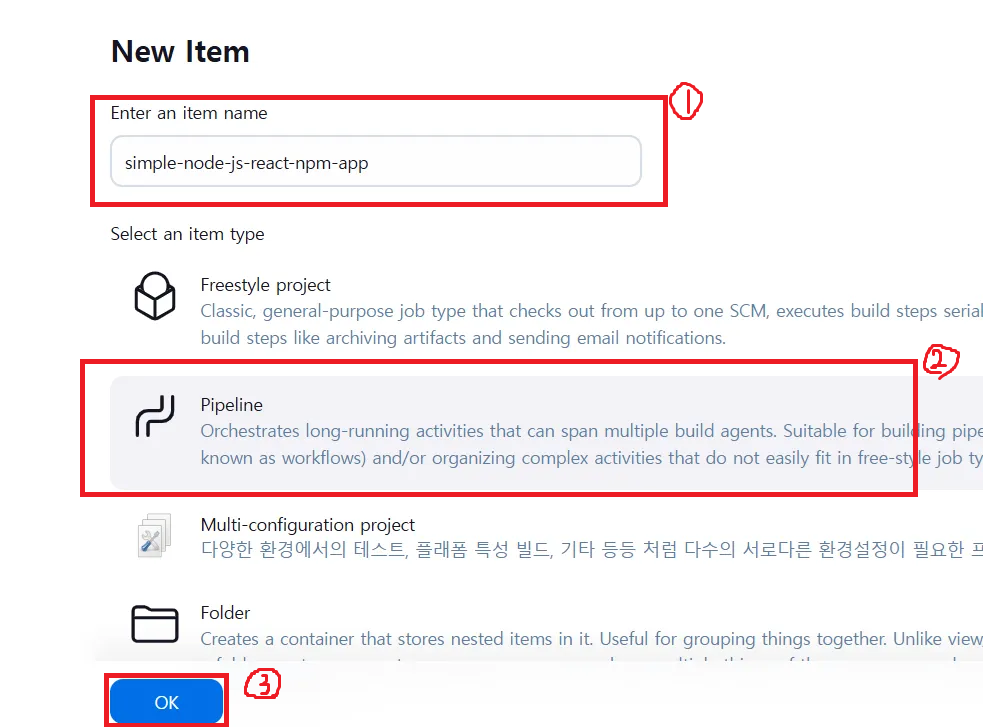 New Item
Enter an item name
①
simple-node-js-react-npm-app
Select an item type
Freestyle project
Classic, general-purpose job type that checks out from up to one SCM, executes build steps serial
build steps like archiving artifacts and sending email notifications.
②
Pipeline
Orchestrates long-running activities that can span multiple build agents. Suitable for building pipe
known as workflows) and/or organizing complex activities that do not easily fit in free-style job ty
Multi-configuration project
다양한 환경에서의 테스트, 플래폼 특성 빌드, 기타 등등 처럼 다수의 서로다른 환경설정이 필요한 프
Folder
Creates a container that stores nested items in it. Useful for grouping things together. Unlike view,
OK
③